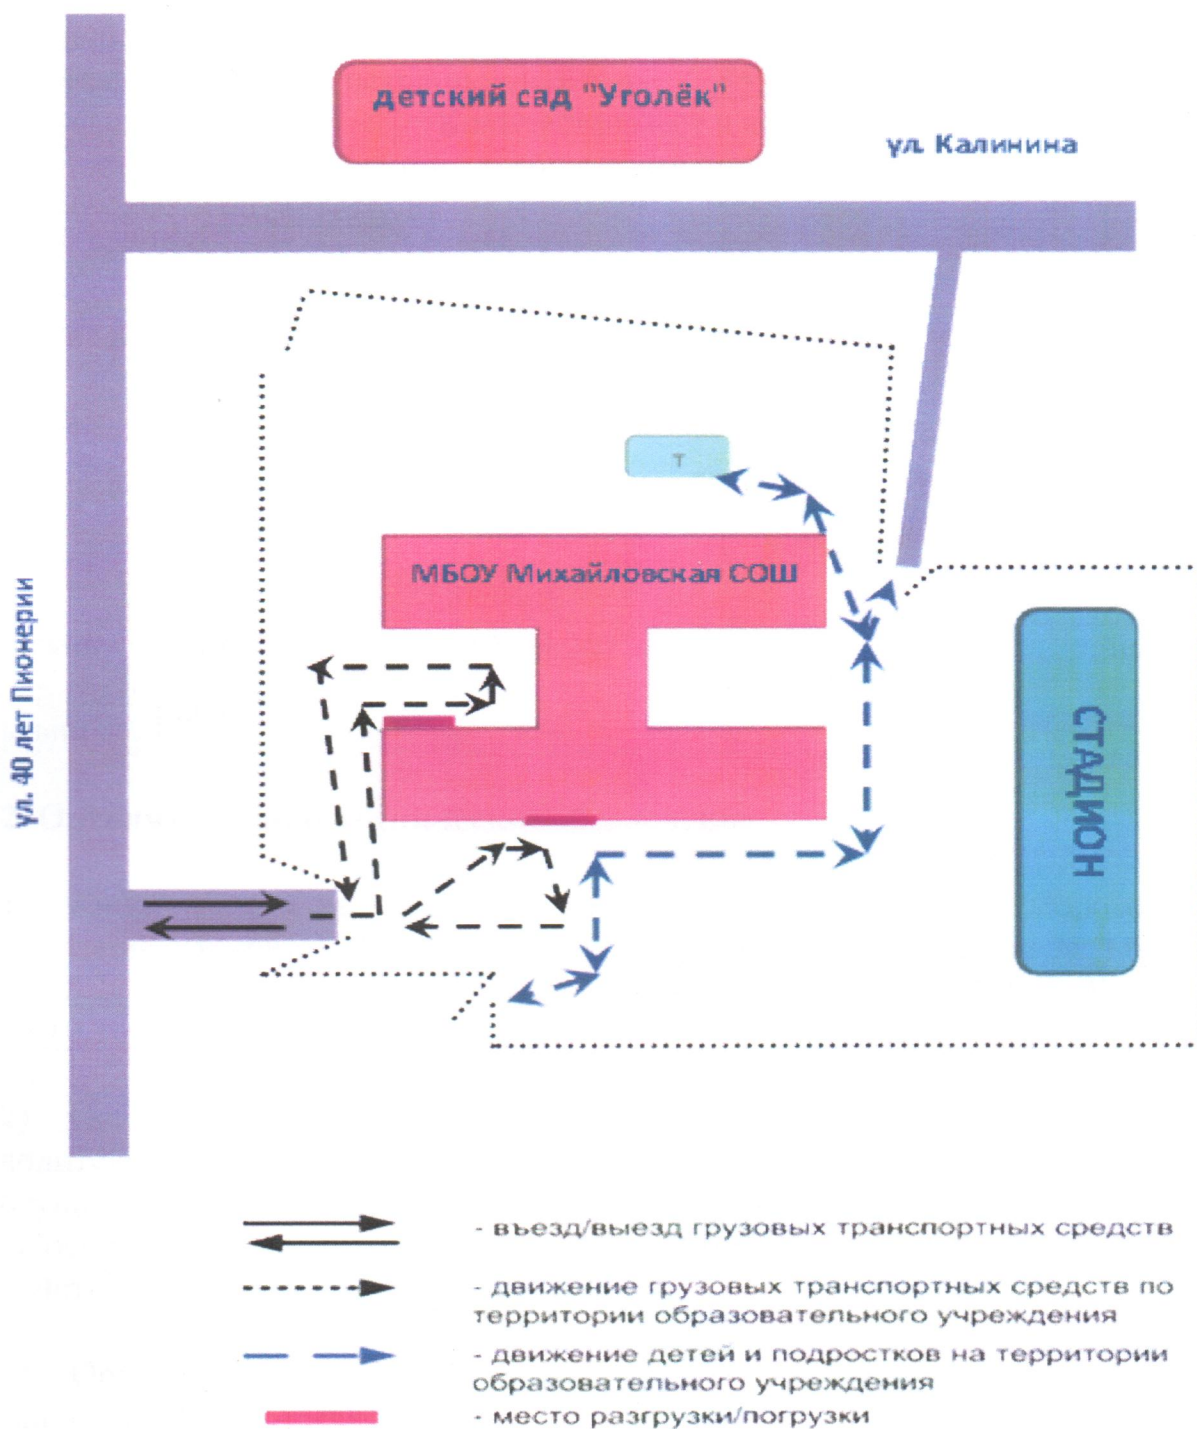 детский сад "Уголёк"
ул. Калинина
т
МБОУ Михайловская СОШ
ул. 40 лет Пионерии
СТАДИОН
- въезд/выезд грузовых транспортных средств
- движение грузовых транспортных средств по
территории образовательного учреждения
- движение детей и подростков на территории
образовательного учреждения
- место разгрузки/погрузки